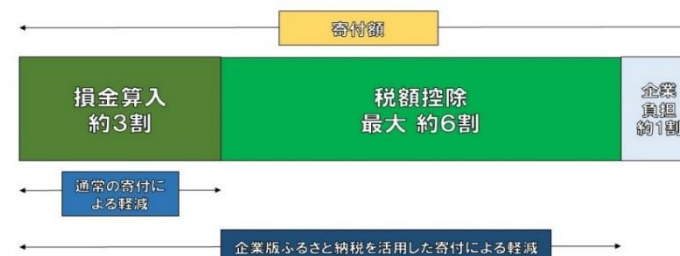 寄付額
損金算入
約3割
税額控除
最大 約6割
企業
負担
約1割
通常の寄付に
よる軽減
企業版ふるさと納税を活用した寄付による軽減